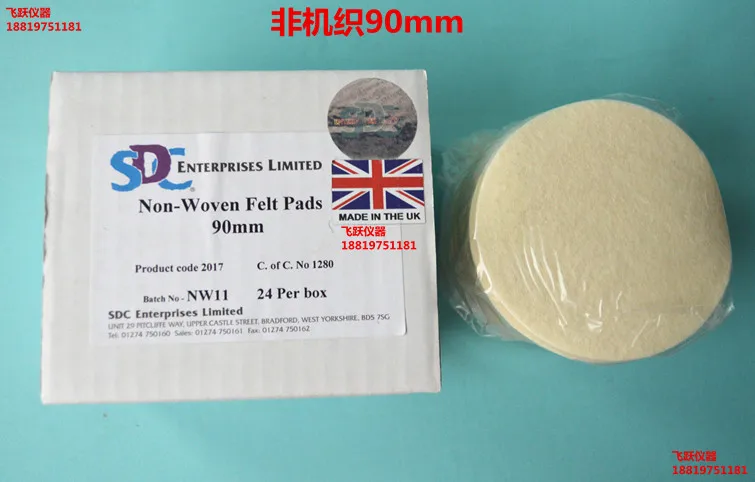 飞跃仪器
18819751181
非机织90mm
SDC ENTERPRISES LIMITED
Non-Woven Felt Pads
90mm
MADE IN THE UK
飞跃仪器
18819751181
Product code 2017 C. of C. No 1280
Batch No - NW11 24 Per box
SDC Enterprises Limited
UNIT 29 PITCLIFFE WAY, UPPER CASTLE STREET, BRADFORD, WEST YORKSHIRE, BD5 7SG
Tel: 01274 750160 Sales: 01274 750161 Fax: 01274 750162
飞跃仪器
18819751181